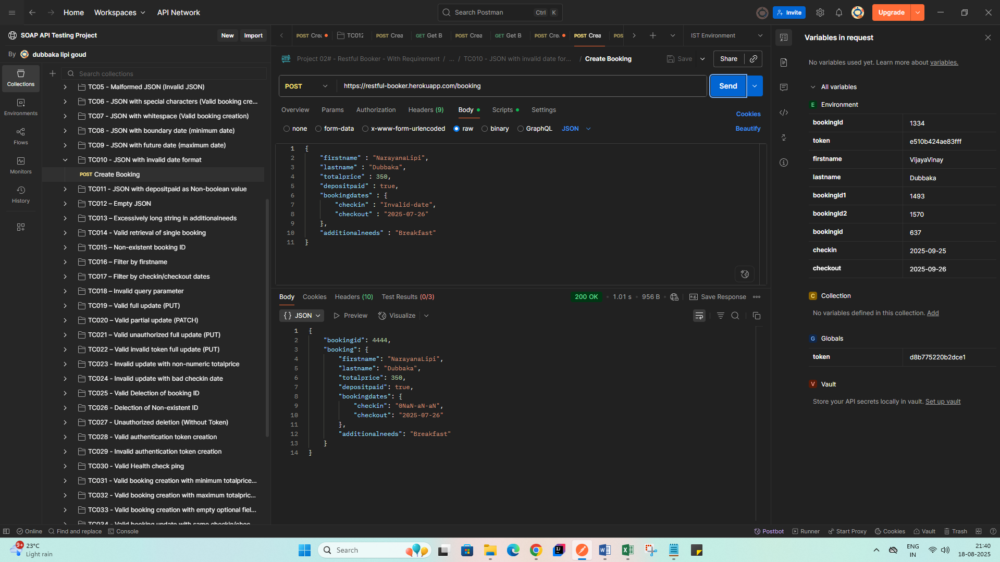 Home
Workspaces
API Network
Search Postman
Ctrl
K
Invite
Upgrade
SOAP API Testing Project
New
Import
By dubbaka lipi goud
Collections
Environments
Flows
Monitors
History
Search collections
TC05 - Malformed JSON (Invalid JSON)
TC06 - JSON with special characters (Valid booking cre...
TC07 - JSON with whitespace (Valid booking creation)
TC08 - JSON with boundary date (minimum date)
TC09 - JSON with future date (maximum date)
TC010 - JSON with invalid date format
POST Create Booking
TC011 - JSON with depositpaid as Non-boolean value
TC012 – Empty JSON
TC013 – Excessively long string in additionalneeds
TC014 - Valid retrieval of single booking
TC015 – Non-existent booking ID
TC016 – Filter by firstname
TC017 – Filter by checkin/checkout dates
TC018 – Invalid query parameter
TC019 – Valid full update (PUT)
TC020 – Valid partial update (PATCH)
TC021 – Valid unauthorized full update (PUT)
TC022 – Valid invalid token full update (PUT)
TC023 - Invalid update with non-numeric totalprice
TC024 - Invalid update with bad checkin date
TC025 - Valid Delection of booking ID
TC026 - Delection of Non-existent ID
TC027 - Unauthorized deletion (Without Token)
TC028 - Valid authentication token creation
TC029 - Invalid authentication token creation
TC030 - Valid Health check ping
TC031 - Valid booking creation with minimum totalprice...
TC032 - Valid booking creation with maximum totalpric...
TC033 - Valid booking creation with empty optional fiel...
TC034 - Valid booking update with same checkin/chec
POST Crea
TC012
POST Crea
GET Get B
POST Crea
GET Get B
POST Crea
POST Crea
POS
IST Environment
HTTP
Project 02# - Restful Booker - With Requirement / ... / TC010 - JSON with invalid date for... / Create Booking
Save
Share
POST
https://restful-booker.herokuapp.com/booking
Send
Overview
Params
Authorization
Headers (9)
Body
Scripts
Settings
Cookies
none
form-data
x-www-form-urlencoded
raw
binary
GraphQL
JSON
Beautify
1 {
2 "firstname" : "NarayanaLipi",
3 "lastname" : "Dubbaka",
4 "totalprice" : 350,
5 "depositpaid" : true,
6 "bookingdates" : {
7 "checkin" : "Invalid-date",
8 "checkout" : "2025-07-26"
9 },
10 "additionalneeds" : "Breakfast"
11 }
Body
Cookies
Headers (10)
Test Results (0/3)
200 OK
1.01 s
956 B
e.g.
Save Response
{} JSON
Preview
Visualize
1 {
2 "bookingid": 4444,
3 "booking": {
4 "firstname": "NarayanaLipi",
5 "lastname": "Dubbaka",
6 "totalprice": 350,
7 "depositpaid": true,
8 "bookingdates": {
9 "checkin": "0NaN-aN-aN",
10 "checkout": "2025-07-26"
11 },
12 "additionalneeds": "Breakfast"
13 }
14 }
Variables in request
No variables used yet. Learn more about variables.
All variables
E Environment
bookingId 1334
token e510b424ae83fff
firstname VijayaVinay
lastname Dubbaka
bookingId1 1493
bookingId2 1570
bookingid 637
checkin 2025-09-25
checkout 2025-09-26
C Collection
No variables defined in this collection. Add
G Globals
token d8b775220b2dce1
V Vault
Store your API secrets locally in vault. Set up vault
Online
Find and replace
Console
Postbot
Runner
Start Proxy
Cookies
Vault
Trash
9+
23°C
Light rain
Search
ENG
IN
21:40
18-08-2025